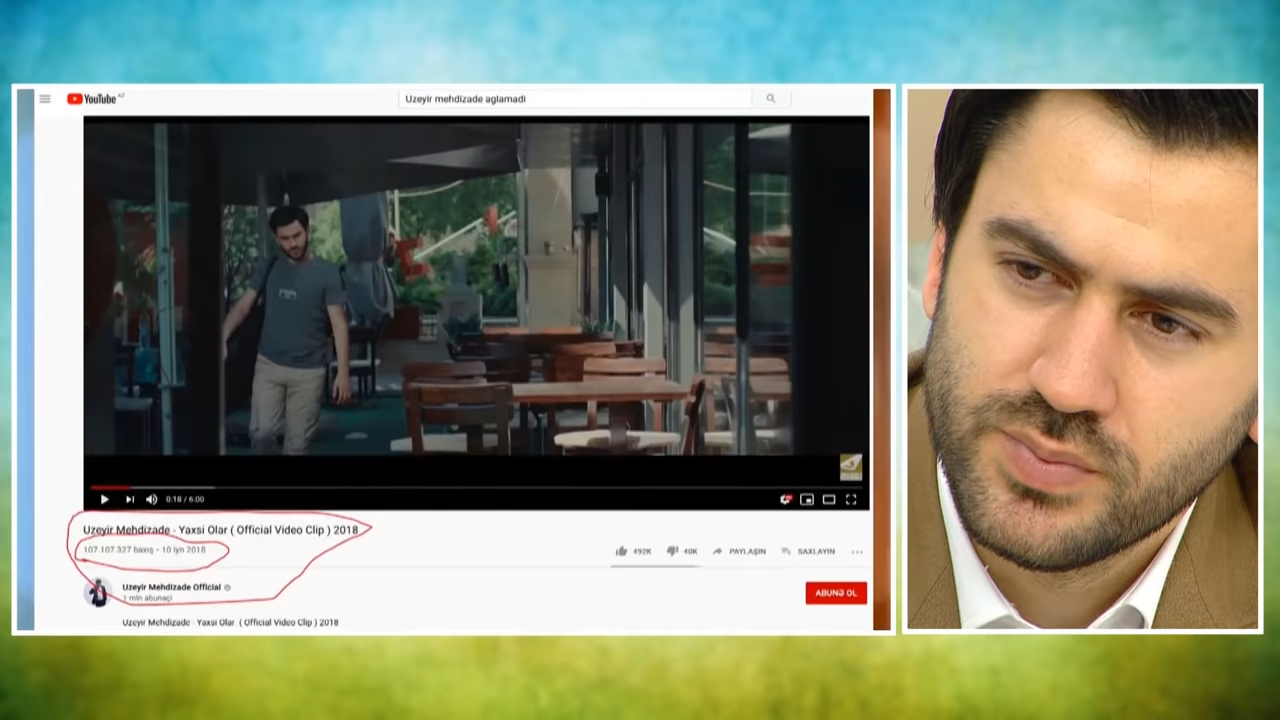 YouTube AZ
Uzeyir mehdizade aglamadi
0:18 / 6:00
Uzeyir Mehdizade - Yaxsi Olar ( Official Video Clip ) 2018
107.107.327 baxış • 10 iyn 2018
492K
40K
PAYLAŞIN
SAXLAYIN
Uzeyir Mehdizade Official
1 mln abunəçi
ABUNƏ OL
Uzeyir Mehdizade - Yaxsi Olar ( Official Video Clip ) 2018